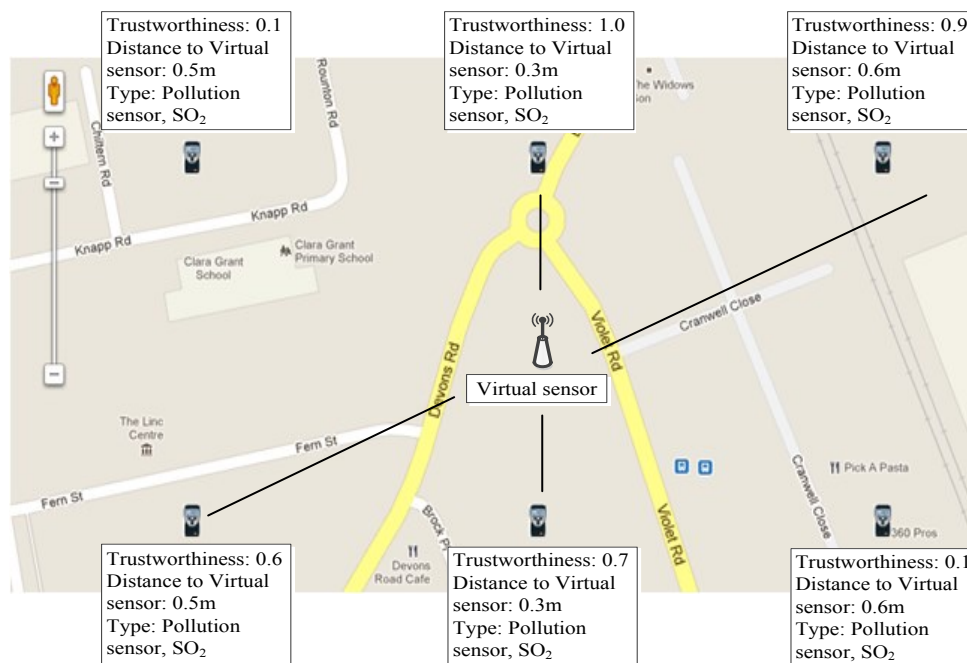 Trustworthiness: 0.1
Distance to Virtual
sensor: 0.5m
Type: Pollution
sensor, SO₂
Trustworthiness: 1.0
Distance to Virtual
sensor: 0.3m
Type: Pollution
sensor, SO₂
Trustworthiness: 0.9
Distance to Virtual
sensor: 0.6m
Type: Pollution
sensor, SO₂
Rounton Rd
The Widows
Son
Chiltern Rd
Knapp Rd
Knapp Rd
Clara Grant
School
Clara Grant
Primary School
Cranwell Close
Violet Rd
Devons Rd
Virtual sensor
The Linc
Centre
Fern St
Fern St
Cranwell Close
Pick A Pasta
Brock Pl
Violet Rd
360 Pros
Devons
Road Cafe
Trustworthiness: 0.6
Distance to Virtual
sensor: 0.5m
Type: Pollution
sensor, SO₂
Trustworthiness: 0.7
Distance to Virtual
sensor: 0.3m
Type: Pollution
sensor, SO₂
Trustworthiness: 0.1
Distance to Virtual
sensor: 0.6m
Type: Pollution
sensor, SO₂